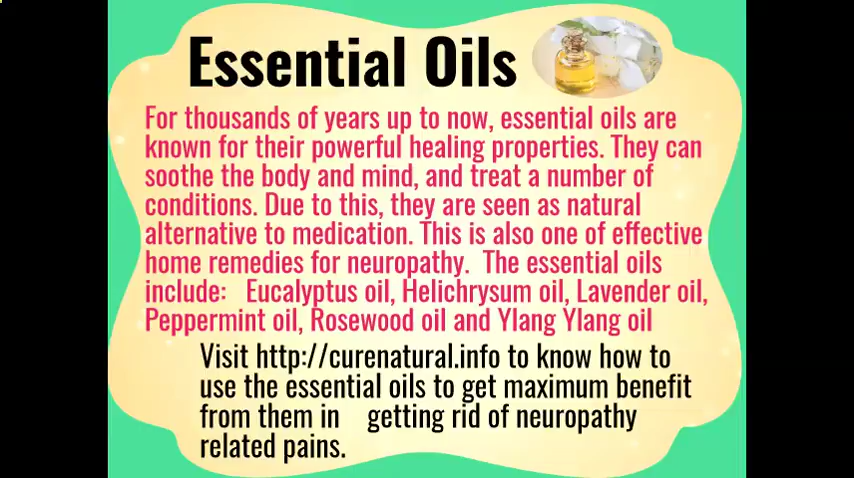 Essential Oils
For thousands of years up to now, essential oils are
known for their powerful healing properties. They can
soothe the body and mind, and treat a number of
conditions. Due to this, they are seen as natural
alternative to medication. This is also one of effective
home remedies for neuropathy. The essential oils
include: Eucalyptus oil, Helichrysum oil, Lavender oil,
Peppermint oil, Rosewood oil and Ylang Ylang oil
Visit http://curenatural.info to know how to
use the essential oils to get maximum benefit
from them in getting rid of neuropathy
related pains.